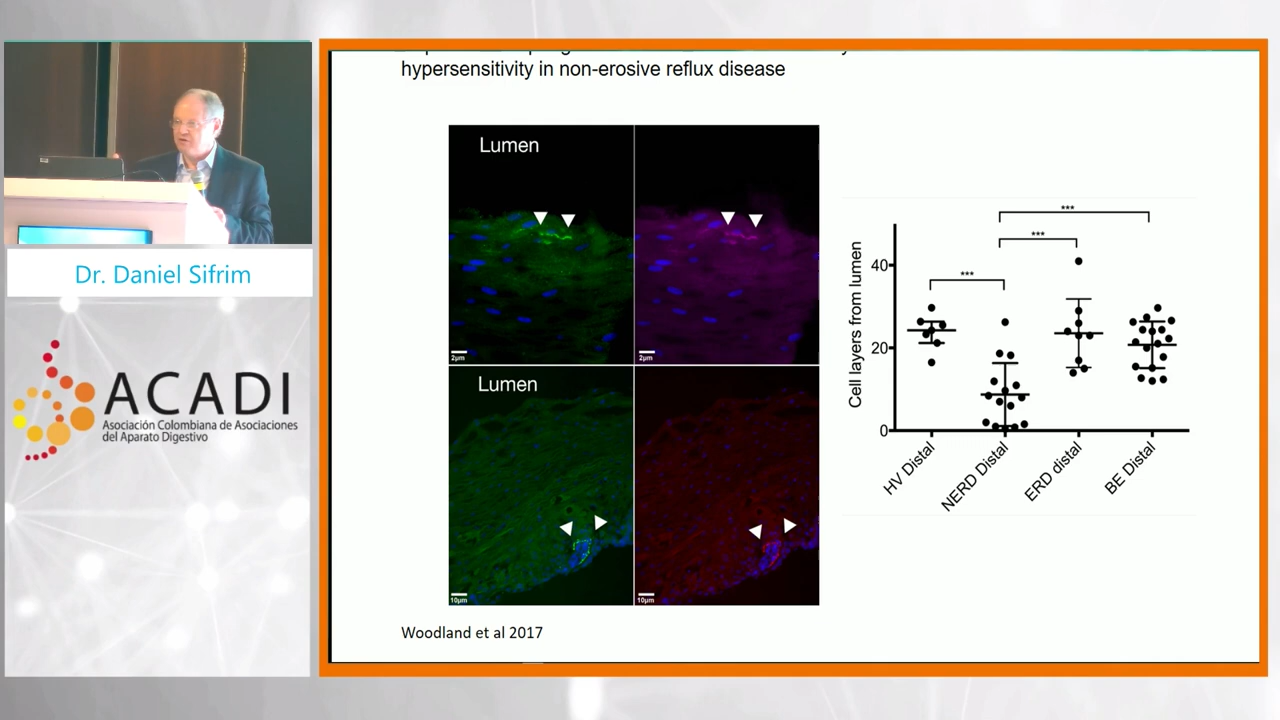 hypersensitivity in non-erosive reflux disease
Lumen
2µm
2µm
Lumen
10µm
10µm
Cell layers from lumen
40
20
0
***
***
***
HV Distal
NERD Distal
ERD distal
BE Distal
Woodland et al 2017
Dr. Daniel Sifrim
ACADI
Asociación Colombiana de Asociaciones
del Aparato Digestivo